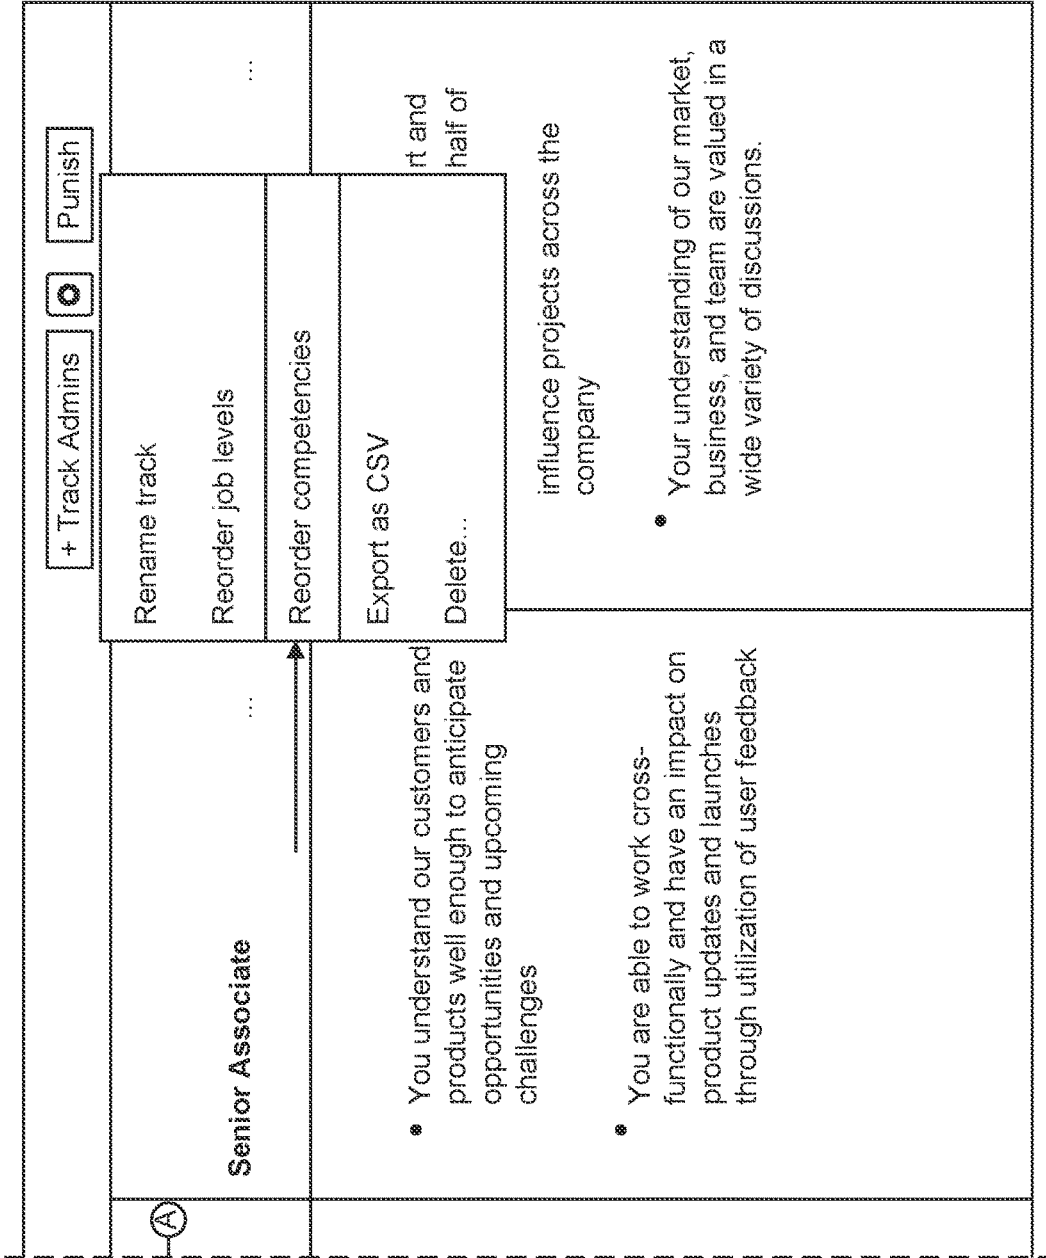 + Track Admins
Punish
Rename track
Reorder job levels
Reorder competencies
Export as CSV
Delete...
A
Senior Associate
...
...
• You understand our customers and
products well enough to anticipate
opportunities and upcoming
challenges
• You are able to work cross-
functionally and have an impact on
product updates and launches
through utilization of user feedback
rt and
half of
influence projects across the
company
• Your understanding of our market,
business, and team are valued in a
wide variety of discussions.